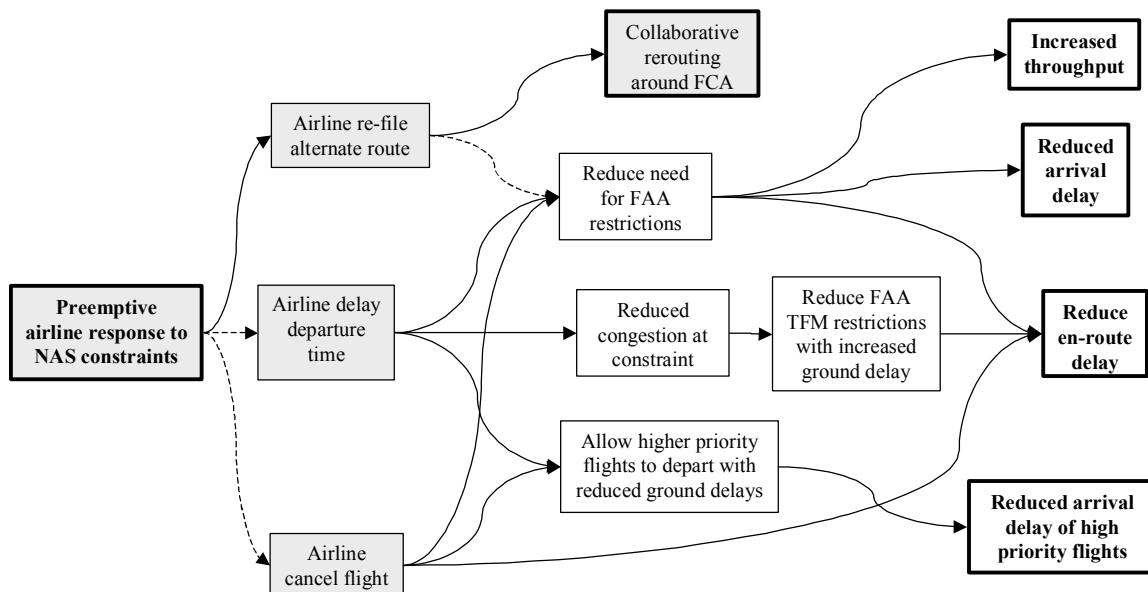 Collaborative
rerouting
around FCA
Increased
throughput
Airline re-file
alternate route
Reduced
arrival
delay
Reduce need
for FAA
restrictions
Preemptive
airline response to
NAS constraints
Airline delay
departure
time
Reduced
congestion at
constraint
Reduce FAA
TFM restrictions
with increased
ground delay
Reduce
en-route
delay
Allow higher priority
flights to depart with
reduced ground delays
Reduced arrival
delay of high
priority flights
Airline
cancel flight